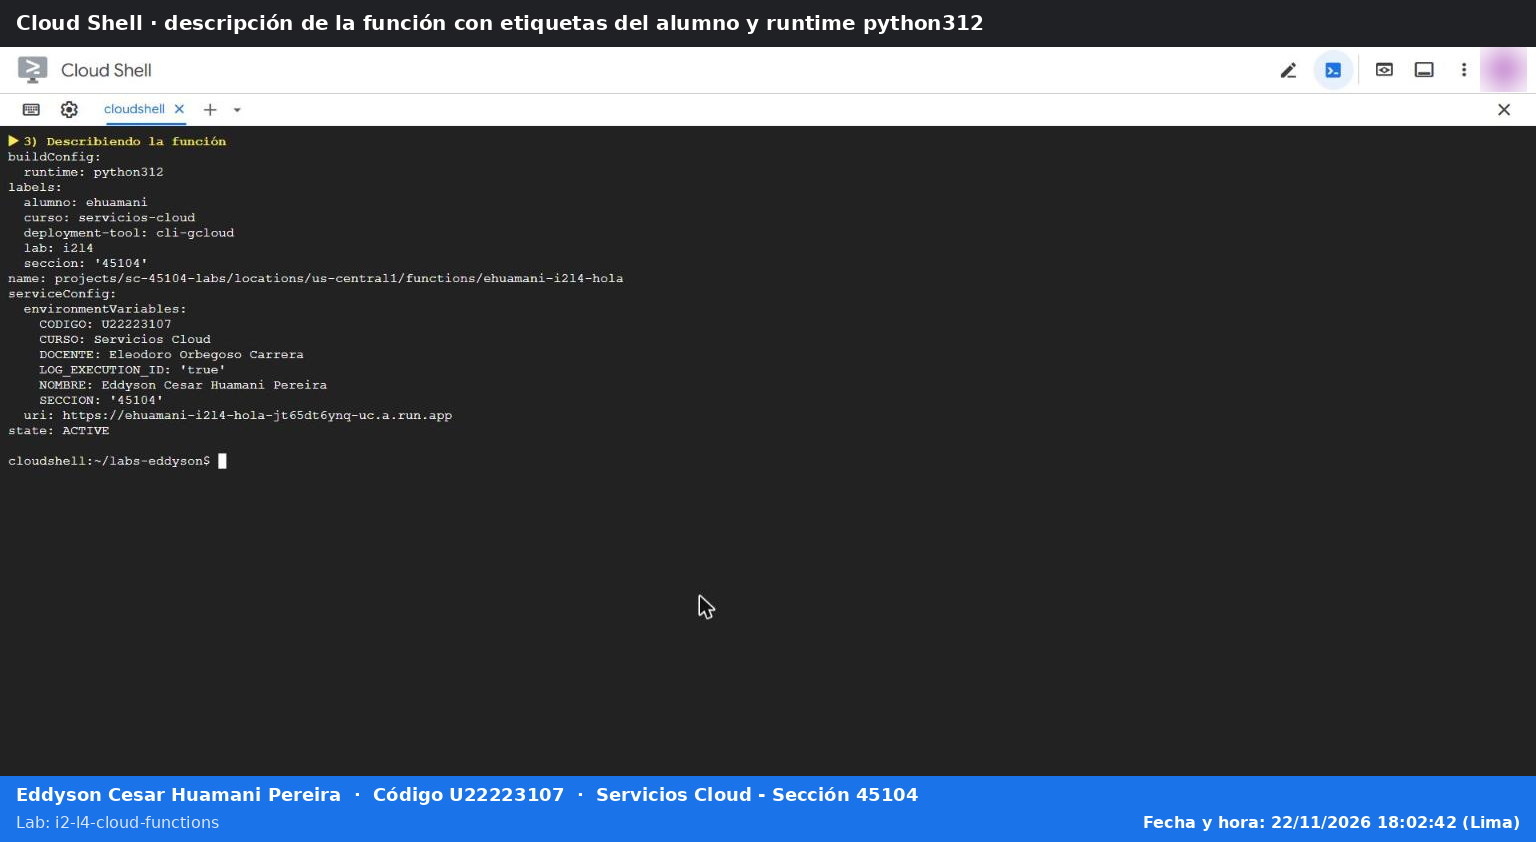 Cloud Shell · descripción de la función con etiquetas del alumno y runtime python312
Cloud Shell
cloudshell
3) Describiendo la función
buildConfig:
  runtime: python312
labels:
  alumno: ehuamani
  curso: servicios-cloud
  deployment-tool: cli-gcloud
  lab: i2l4
  seccion: '45104'
name: projects/sc-45104-labs/locations/us-central1/functions/ehuamani-i2l4-hola
serviceConfig:
  environmentVariables:
    CODIGO: U22223107
    CURSO: Servicios Cloud
    DOCENTE: Eleodoro Orbegoso Carrera
    LOG_EXECUTION_ID: 'true'
    NOMBRE: Eddyson Cesar Huamani Pereira
    SECCION: '45104'
  uri: https://ehuamani-i2l4-hola-jt65dt6ynq-uc.a.run.app
state: ACTIVE
cloudshell:~/labs-eddyson$
Eddyson Cesar Huamani Pereira · Código U22223107 · Servicios Cloud - Sección 45104
Lab: i2-l4-cloud-functions
Fecha y hora: 22/11/2026 18:02:42 (Lima)